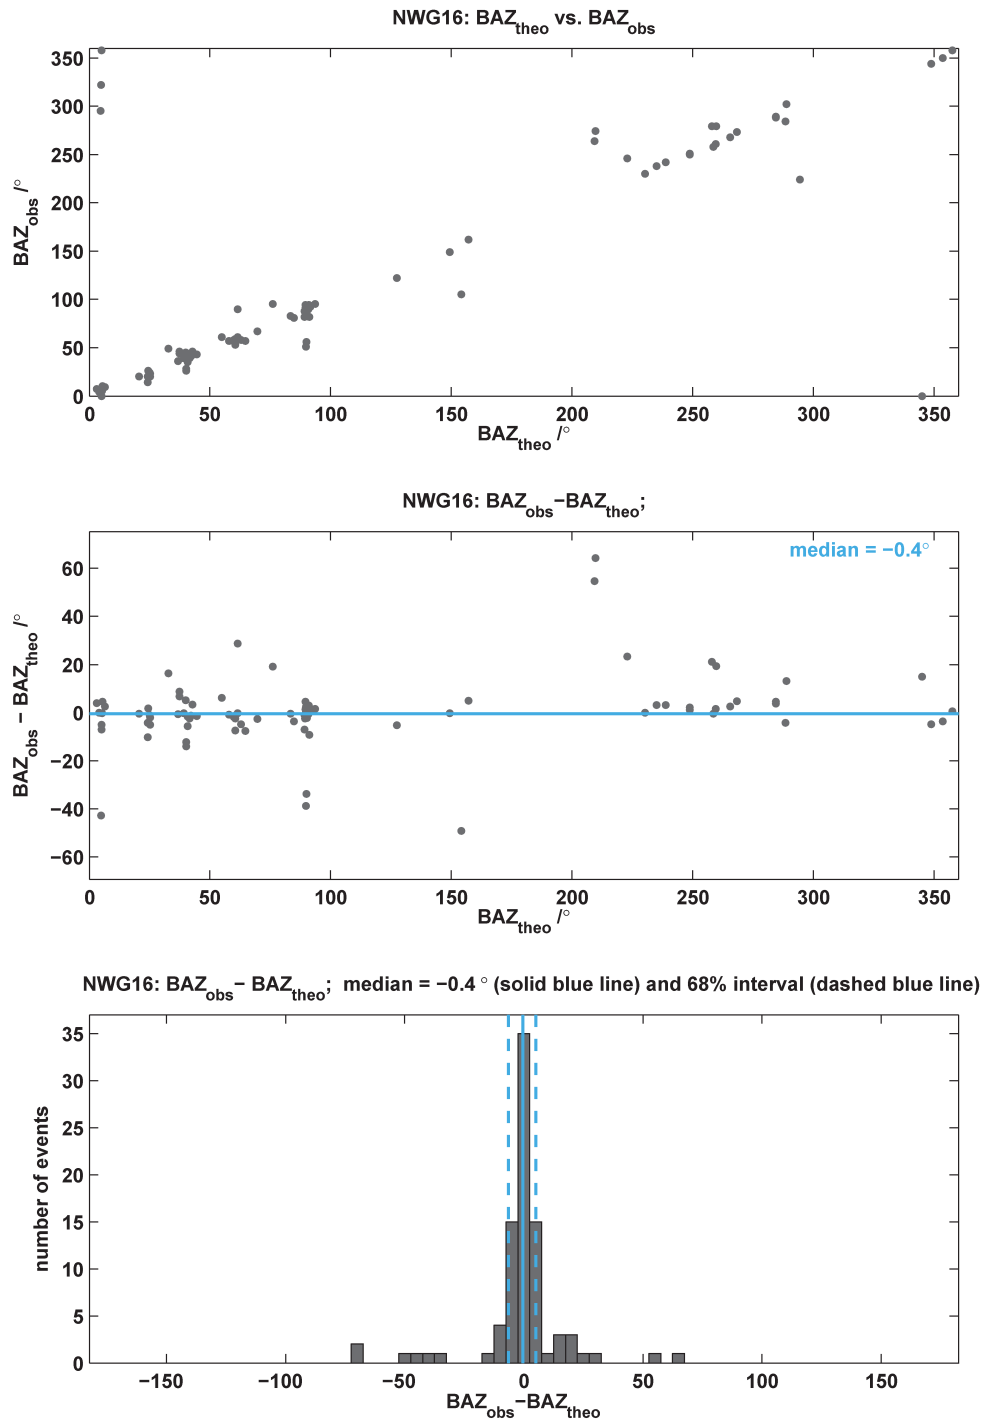 NWG16: BAZtheo vs. BAZobs
350
300
250
200
150
100
50
0
BAZobs /°
0 50 100 150 200 250 300 350
BAZtheo /°
NWG16: BAZobs−BAZtheo;
median = −0.4°
60
40
20
0
−20
−40
−60
BAZobs − BAZtheo /°
0 50 100 150 200 250 300 350
BAZtheo /°
NWG16: BAZobs− BAZtheo; median = −0.4 ° (solid blue line) and 68% interval (dashed blue line)
35
30
25
20
15
10
5
0
number of events
−150 −100 −50 0 50 100 150
BAZobs−BAZtheo